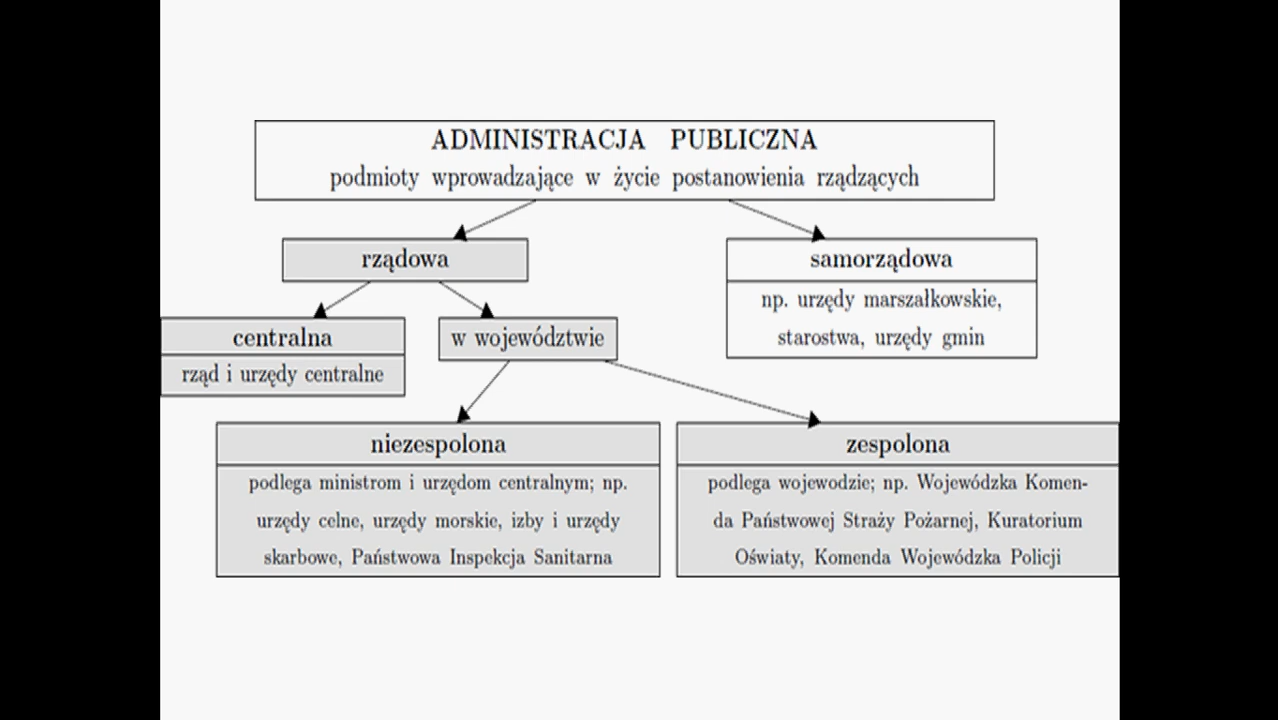 ADMINISTRACJA PUBLICZNA
podmioty wprowadzające w życie postanowienia rządzących
rządowa
samorządowa
np. urzędy marszałkowskie,
starostwa, urzędy gmin
centralna
rząd i urzędy centralne
w województwie
niezespolona
podlega ministrom i urzędom centralnym; np.
urzędy celne, urzędy morskie, izby i urzędy
skarbowe, Państwowa Inspekcja Sanitarna
zespolona
podlega wojewodzie; np. Wojewódzka Komen-
da Państwowej Straży Pożarnej, Kuratorium
Oświaty, Komenda Wojewódzka Policji